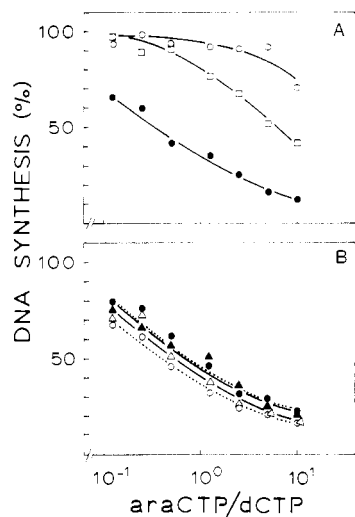 A
100
50
B
100
50
DNA SYNTHESIS (%)
10⁻¹ 10⁰ 10¹
araCTP/dCTP